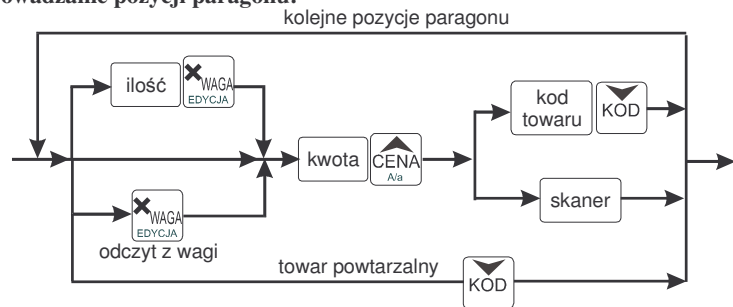 pozycji paragonu:
kolejne pozycje paragonu
ilość
WAGA
EDYCJA
kwota
CENA
A/a
kod
towaru
KOD
skaner
WAGA
EDYCJA
odczyt z wagi
towar powtarzalny
KOD